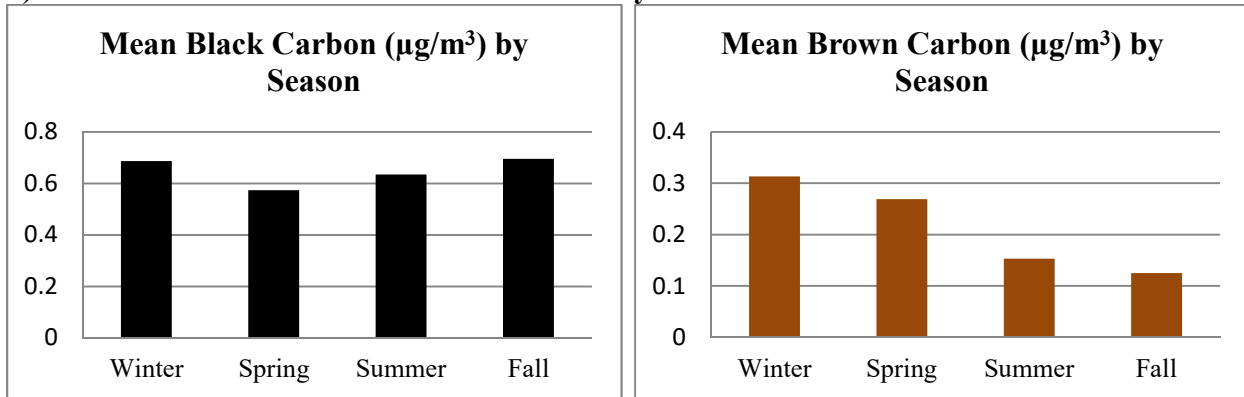 Mean Black Carbon (µg/m³) by
Season
0.8
0.6
0.4
0.2
0
Winter Spring Summer Fall
Mean Brown Carbon (µg/m³) by
Season
0.4
0.3
0.2
0.1
0
Winter Spring Summer Fall